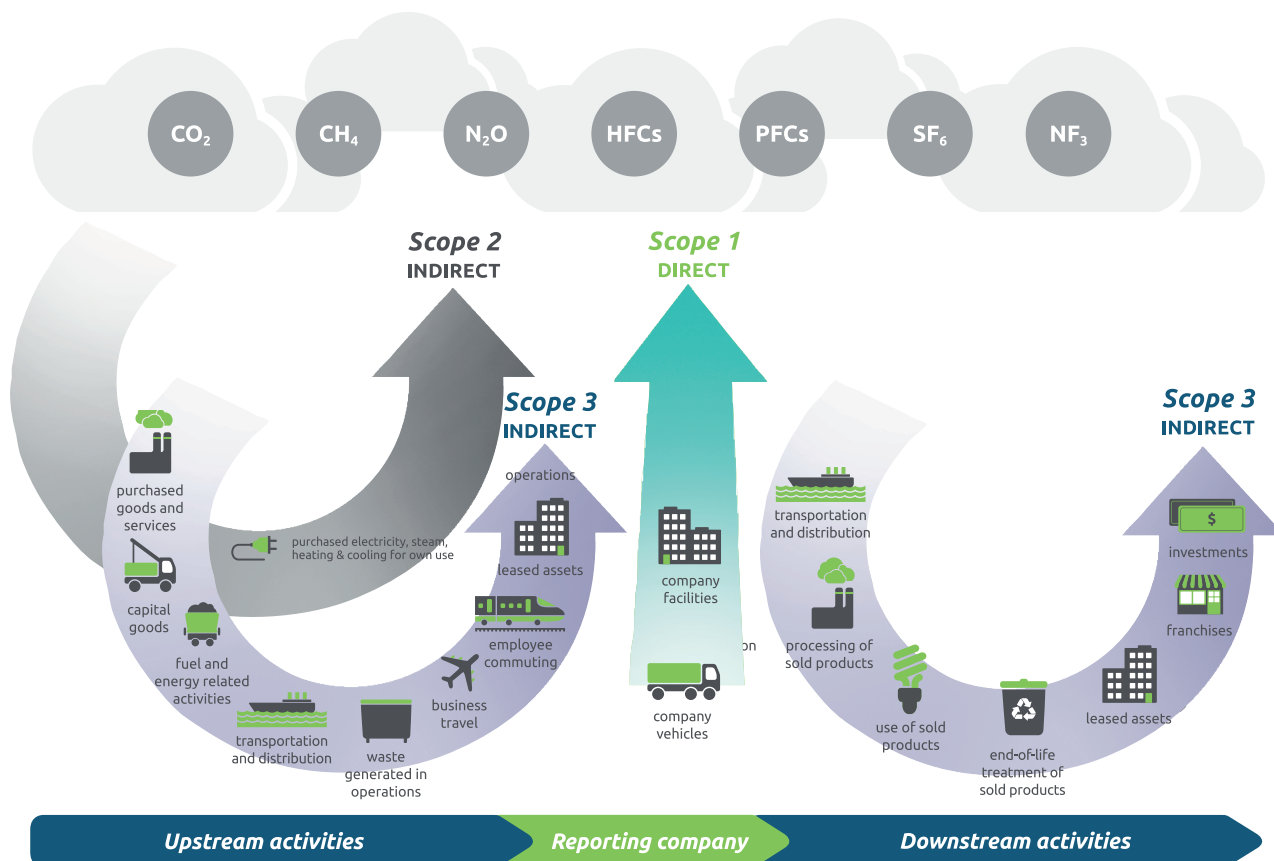 CO₂
CH₄
N₂O
HFCs
PFCs
SF₆
NF₃
Scope 2
INDIRECT
Scope 1
DIRECT
Scope 3
INDIRECT
Scope 3
INDIRECT
purchased
goods and
services
capital
goods
fuel and
energy related
activities
transportation
and distribution
waste
generated in
operations
business
travel
employee
commuting
leased assets
operations
purchased electricity, steam,
heating & cooling for own use
company
facilities
on
company
vehicles
transportation
and distribution
processing of
sold products
use of sold
products
end-of-life
treatment of
sold products
leased assets
franchises
investments
$
Upstream activities
Reporting company
Downstream activities